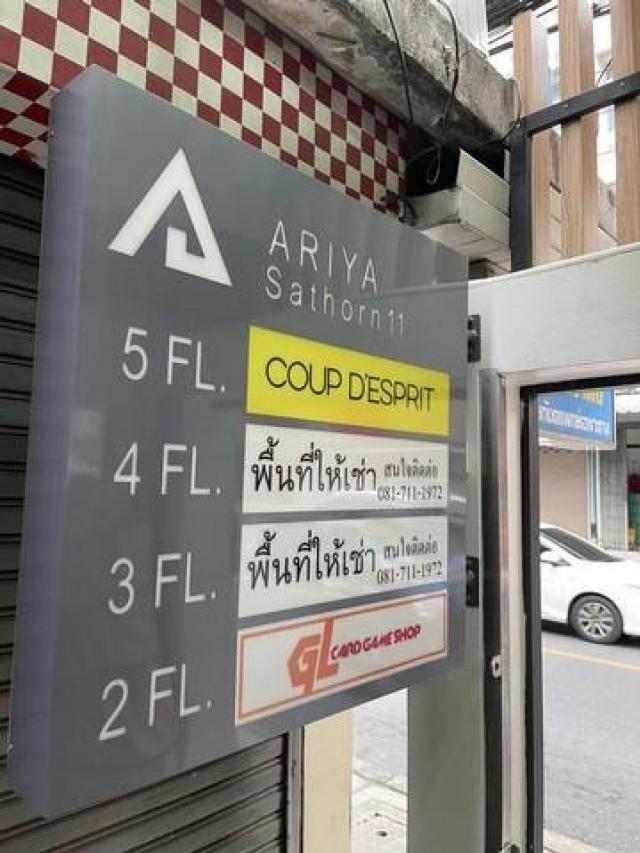 ARIYA
Sathorn 11
5 FL.
COUP D'ESPRIT
4 FL.
พื้นที่ให้เช่า สนใจติดต่อ
081-711-1972
3 FL.
พื้นที่ให้เช่า สนใจติดต่อ
081-711-1972
2 FL.
GL CARD GAME SHOP